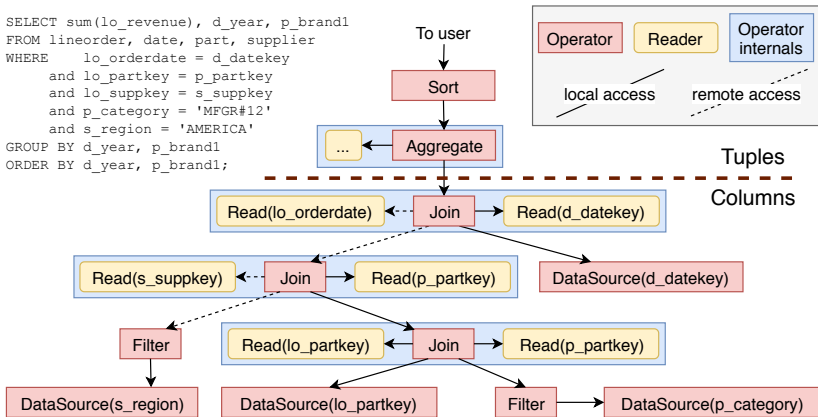 SELECT sum(lo_revenue), d_year, p_brand1
FROM lineorder, date, part, supplier
WHERE lo_orderdate = d_datekey
and lo_partkey = p_partkey
and lo_suppkey = s_suppkey
and p_category = 'MFGR#12'
and s_region = 'AMERICA'
GROUP BY d_year, p_brand1
ORDER BY d_year, p_brand1;
To user
Operator
Reader
Operator internals
local access
remote access
Sort
...
Aggregate
Tuples
Columns
Read(lo_orderdate)
Join
Read(d_datekey)
Read(s_suppkey)
Join
Read(p_partkey)
DataSource(d_datekey)
Filter
Read(lo_partkey)
Join
Read(p_partkey)
DataSource(s_region)
DataSource(lo_partkey)
Filter
DataSource(p_category)